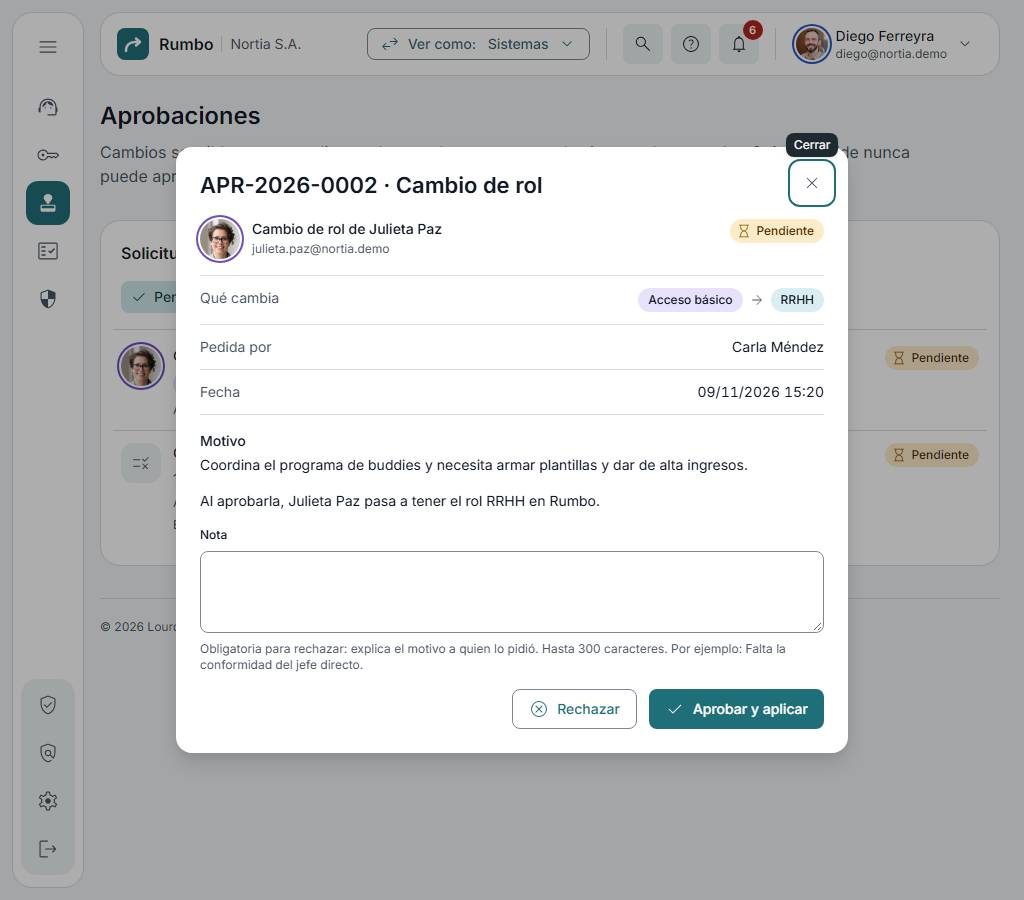 Rumbo
Nortia S.A.
Ver como: Sistemas
6
Diego Ferreyra
diego@nortia.demo
Aprobaciones
Cambios
de nunca
puede
Cerrar
APR-2026-0002 · Cambio de rol
Cambio de rol de Julieta Paz
julieta.paz@nortia.demo
Pendiente
Qué cambia
Acceso básico → RRHH
Pedida por
Carla Méndez
Fecha
09/11/2026 15:20
Motivo
Coordina el programa de buddies y necesita armar plantillas y dar de alta ingresos.
Al aprobarla, Julieta Paz pasa a tener el rol RRHH en Rumbo.
Nota
Obligatoria para rechazar: explica el motivo a quien lo pidió. Hasta 300 caracteres. Por ejemplo: Falta la
conformidad del jefe directo.
Rechazar
Aprobar y aplicar
Pendiente
Pendiente
© 2026